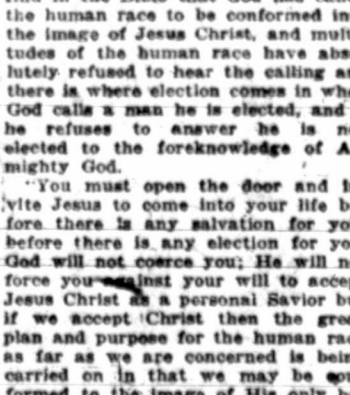 the human race to be conformed in
the image of Jesus Christ, and mul
tudes of the human race have abs
lutely refused to hear the calling a
there is where election comes in wh
God calls a man he is elected, and
he refuses to answer he is n
elected to the foreknowledge of A
mighty God.
"You must open the door and i
vite Jesus to come into your life b
fore there is any salvation for yo
before there is any election for yo
God will not coerce you; He will n
force you against your will to acce
Jesus Christ as a personal Savior b
if we accept Christ then the gre
plan and purpose for the human ra
as far as we are concerned is bein
carried on in that we may be
formed to the image of His only b